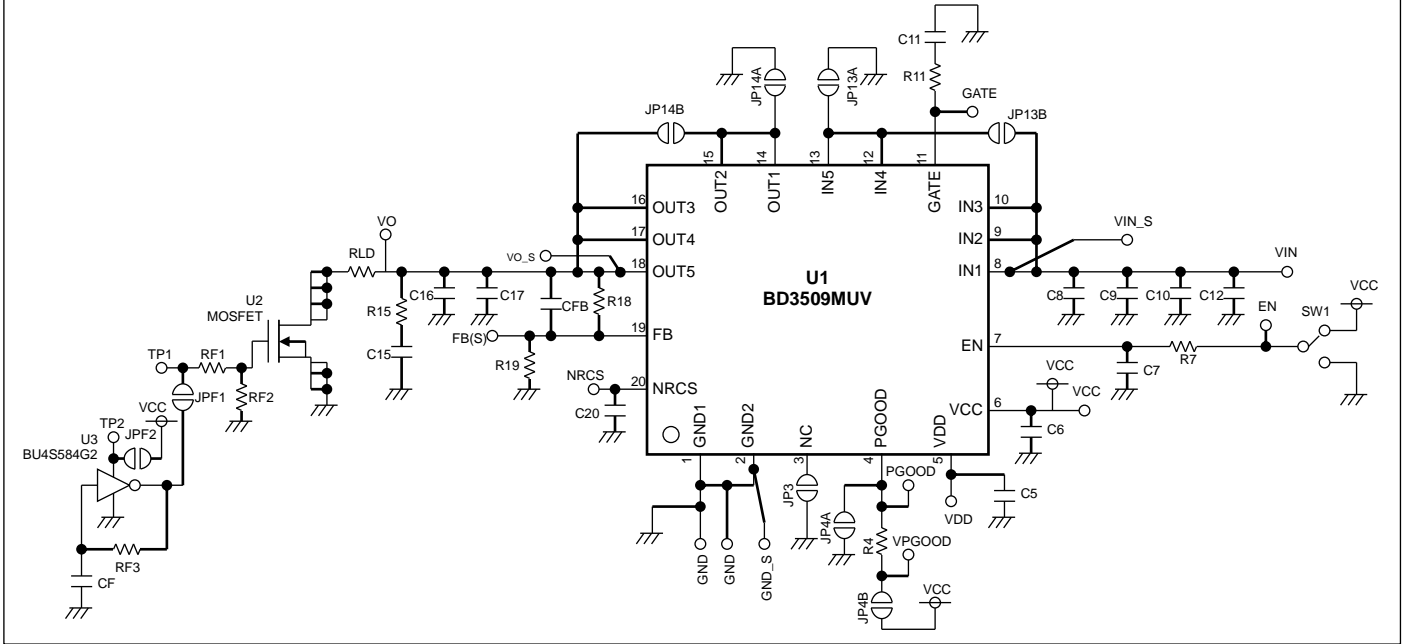 C11
R11
GATE
JP14A
JP13A
JP14B
JP13B
15
14
13
12
11
OUT2
OUT1
IN5
IN4
GATE
16
OUT3
17
OUT4
18
OUT5
19
FB
20
NRCS
U1
BD3509MUV
IN3
10
IN2
9
IN1
8
EN
7
VCC
6
GND1
GND2
NC
PGOOD
VDD
1
2
3
4
5
VO
VO_S
RLD
U2
MOSFET
R15
C16
C17
CFB
R18
FB(S)
R19
C15
NRCS
C20
TP1
RF1
RF2
JPF1
VCC
TP2
JPF2
U3
BU4S584G2
RF3
CF
VIN_S
VIN
C8
C9
C10
C12
EN
SW1
VCC
C7
R7
VCC
VCC
C6
C5
VDD
GND
GND
GND_S
JP3
JP4A
PGOOD
R4
VPGOOD
JP4B
VCC